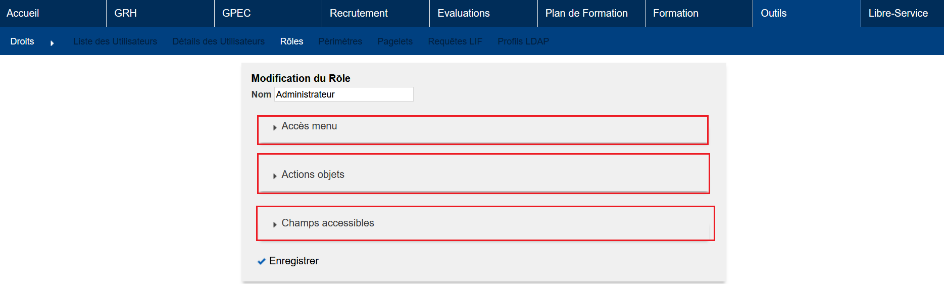 Accueil GRH GPEC Recrutement Evaluations Plan de Formation Formation Outils Libre-Service
Droits Liste des Utilisateurs Détails des Utilisateurs Rôles Périmètres Pagelets Requêtes LIF Profils LDAP
Modification du Rôle
Nom Administrateur
Accès menu
Actions objets
Champs accessibles
Enregistrer